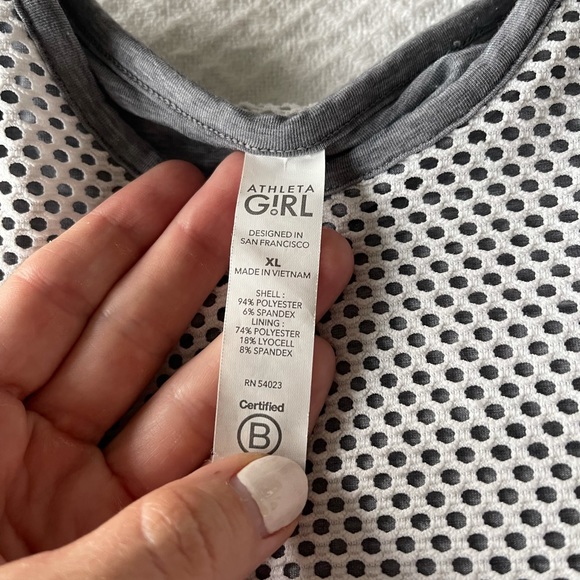 ATHLETA
GIRL
DESIGNED IN
SAN FRANCISCO
XL
MADE IN VIETNAM
SHELL :
94% POLYESTER
6% SPANDEX
LINING :
74% POLYESTER
18% LYOCELL
8% SPANDEX
RN 54023
Certified
B